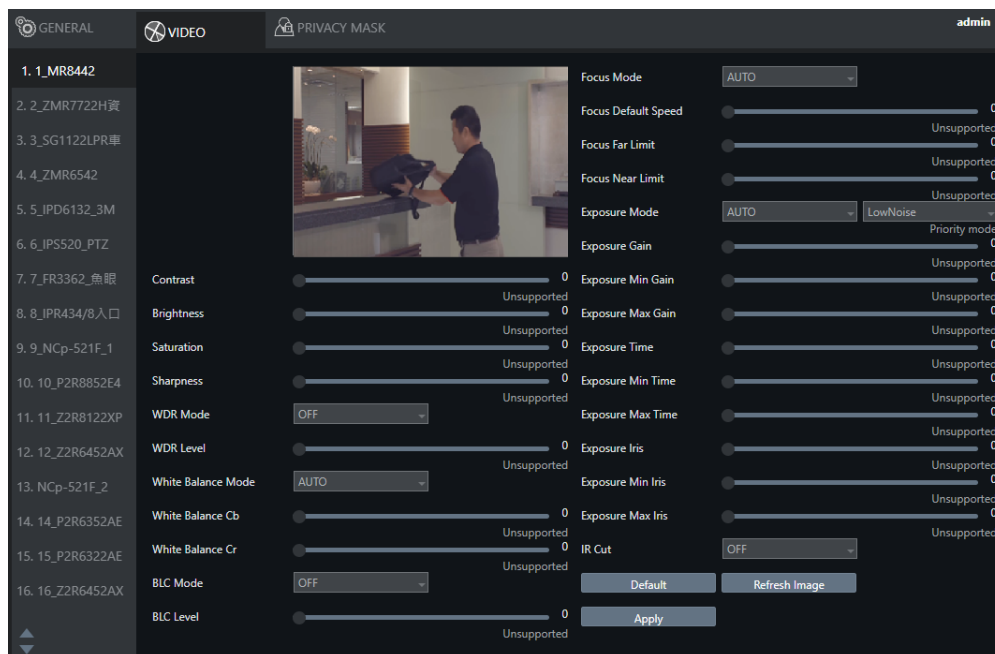 GENERAL
VIDEO
PRIVACY MASK
admin
1. 1_MR8442
2. 2_ZMR7722H資
3. 3_SG1122LPR車
4. 4_ZMR6542
5. 5_IPD6132_3M
6. 6_IPS520_PTZ
7. 7_FR3362_魚眼
8. 8_IPR434/8入口
9. 9_NCp-521F_1
10. 10_P2R8852E4
11. 11_Z2R8122XP
12. 12_Z2R6452AX
13. NCp-521F_2
14. 14_P2R6352AE
15. 15_P2R6322AE
16. 16_Z2R6452AX
Contrast 0
Unsupported
Brightness 0
Unsupported
Saturation 0
Unsupported
Sharpness 0
Unsupported
WDR Mode OFF
WDR Level 0
Unsupported
White Balance Mode AUTO
White Balance Cb 0
Unsupported
White Balance Cr 0
Unsupported
BLC Mode OFF
BLC Level 0
Unsupported
Focus Mode AUTO
Focus Default Speed 0
Unsupported
Focus Far Limit 0
Unsupported
Focus Near Limit 0
Unsupported
Exposure Mode AUTO LowNoise
Priority mode
Exposure Gain 0
Unsupported
Exposure Min Gain 0
Unsupported
Exposure Max Gain 0
Unsupported
Exposure Time 0
Unsupported
Exposure Min Time 0
Unsupported
Exposure Max Time 0
Unsupported
Exposure Iris 0
Unsupported
Exposure Min Iris 0
Unsupported
Exposure Max Iris 0
Unsupported
IR Cut OFF
Default Refresh Image
Apply